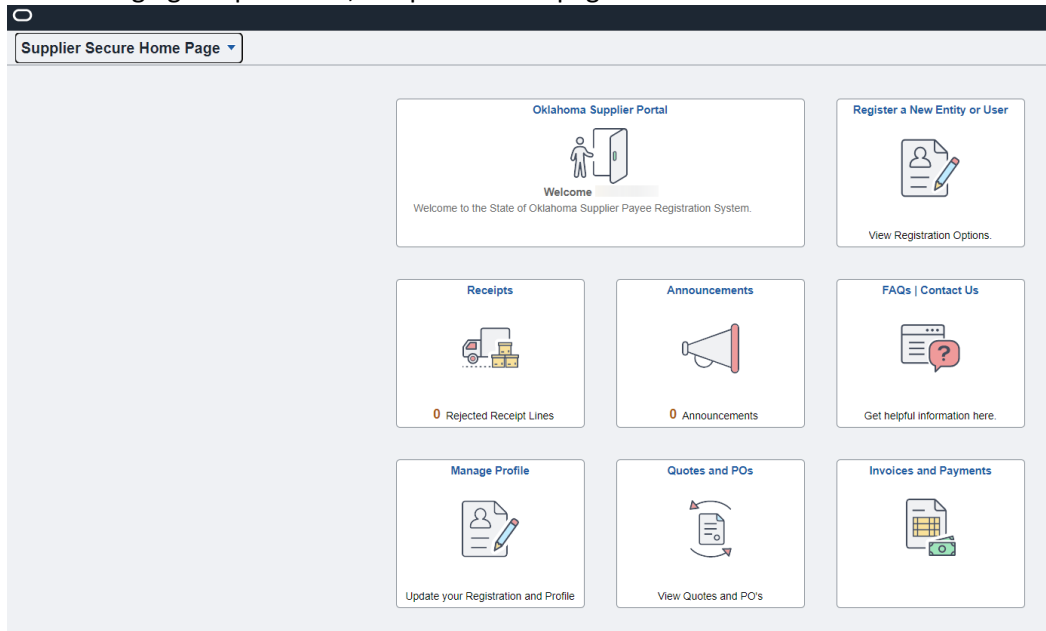 Supplier Secure Home Page
Oklahoma Supplier Portal
Welcome
Welcome to the State of Oklahoma Supplier Payee Registration System.
Register a New Entity or User
View Registration Options.
Receipts
0 Rejected Receipt Lines
Announcements
0 Announcements
FAQs | Contact Us
?
Get helpful information here.
Manage Profile
Update your Registration and Profile
Quotes and POs
View Quotes and PO's
Invoices and Payments